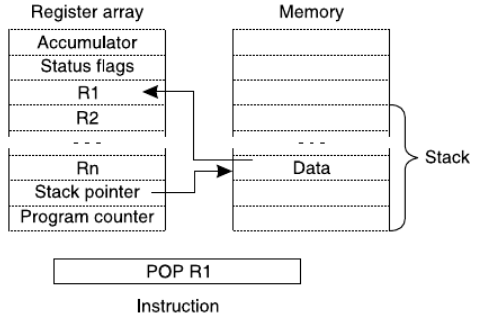 Register array
Memory
Accumulator
Status flags
R1
R2
- - -
- - -
Rn
Data
Stack
Stack pointer
Program counter
POP R1
Instruction